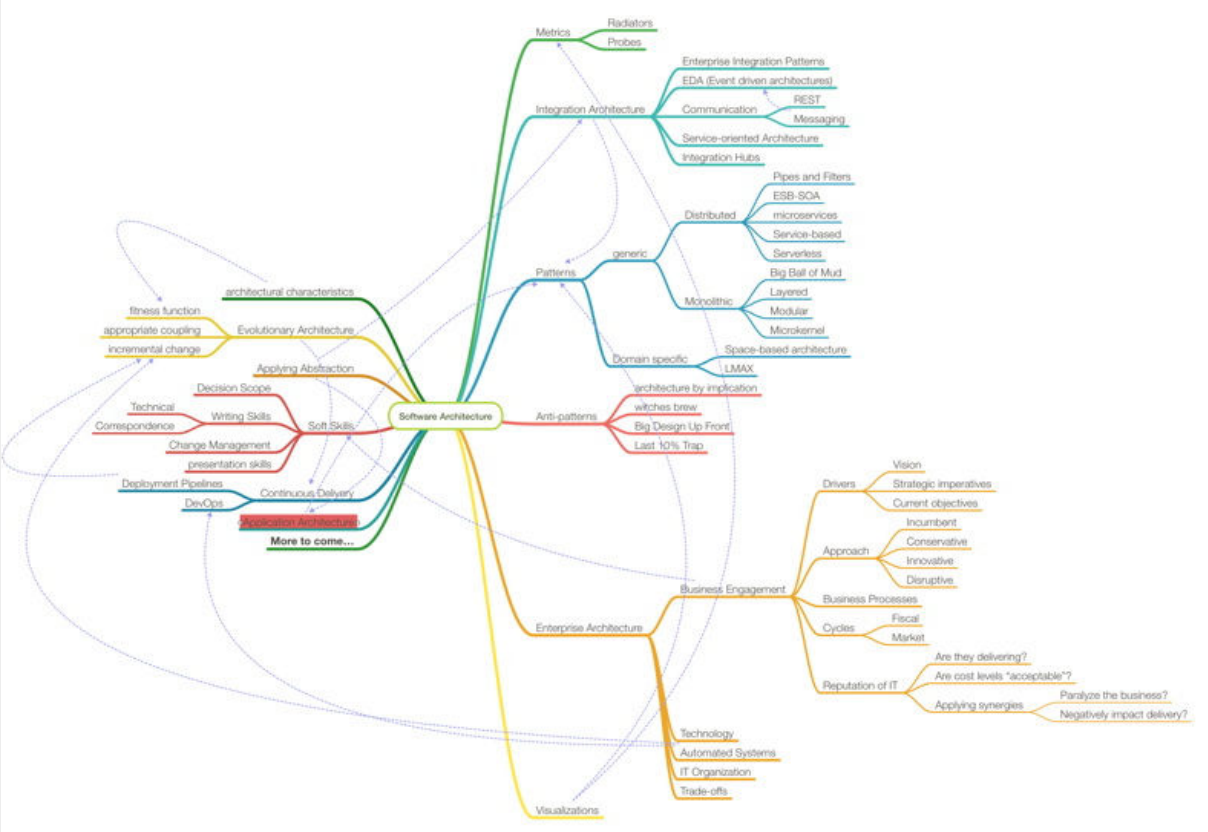 Software Architecture
Metrics
Radiators
Probes
Integration Architecture
Enterprise Integration Patterns
EDA (Event driven architectures)
Communication
REST
Messaging
Service-oriented Architecture
Integration Hubs
Patterns
generic
Distributed
Pipes and Filters
ESB-SOA
microservices
Service-based
Serverless
Monolithic
Big Ball of Mud
Layered
Modular
Microkernel
Domain specific
Space-based architecture
LMAX
Anti-patterns
architecture by implication
witches brew
Big Design Up Front
Last 10% Trap
Enterprise Architecture
Business Engagement
Drivers
Vision
Strategic imperatives
Current objectives
Approach
Incumbent
Conservative
Innovative
Disruptive
Business Processes
Cycles
Fiscal
Market
Reputation of IT
Are they delivering?
Are cost levels "acceptable"?
Applying synergies
Paralyze the business?
Negatively impact delivery?
Technology
Automated Systems
IT Organization
Trade-offs
Visualizations
architectural characteristics
Evolutionary Architecture
fitness function
appropriate coupling
incremental change
Applying Abstraction
Soft Skills
Decision Scope
Writing Skills
Technical
Correspondence
Change Management
presentation skills
Continuous Delivery
Deployment Pipelines
DevOps
Application Architecture
More to come...